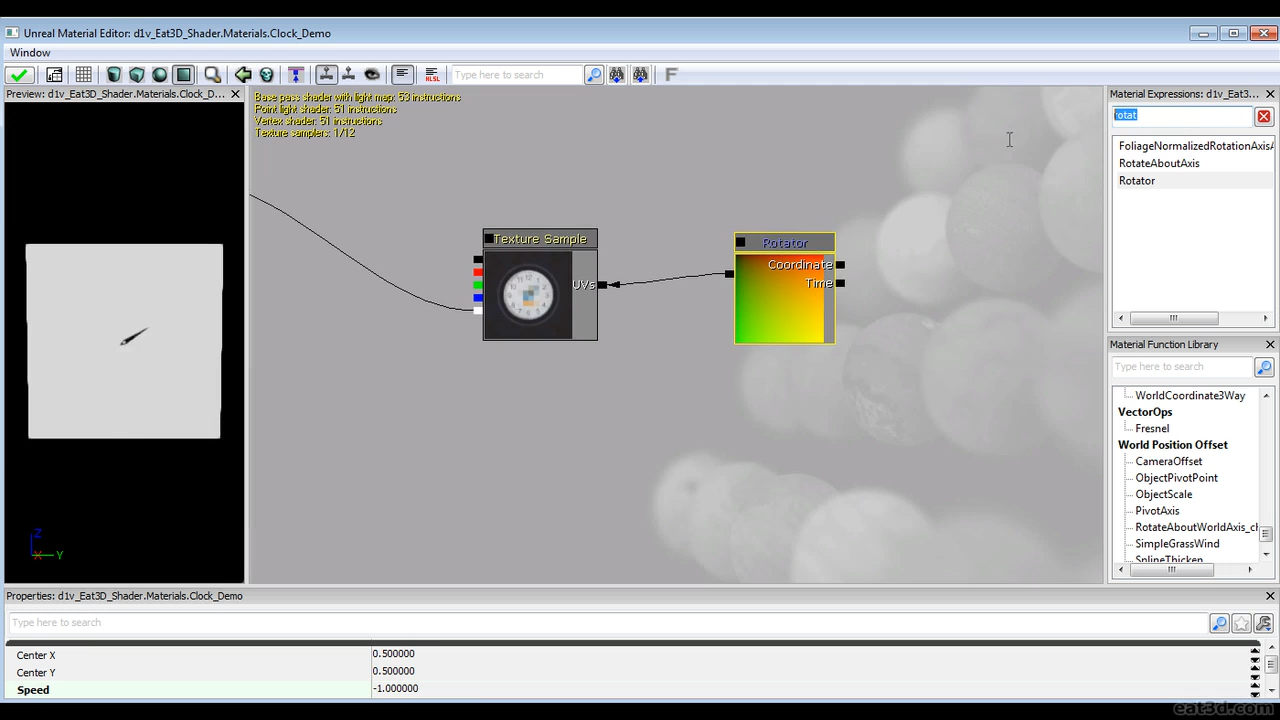 Unreal Material Editor: d1v_Eat3D_Shader.Materials.Clock_Demo
Window
HLSL
Type here to search
F
Preview: d1v_Eat3D_Shader.Materials.Clock_D...
Base pass shader with light map: 53 instructions
Point light shader: 51 instructions
Vertex shader: 51 instructions
Texture samplers: 1/12
Texture Sample
UVs
Rotator
Coordinate
Time
Z
X
Y
Material Expressions: d1v_Eat3...
rotat
FoliageNormalizedRotationAxisA
RotateAboutAxis
Rotator
Material Function Library
Type here to search
WorldCoordinate3Way
VectorOps
Fresnel
World Position Offset
CameraOffset
ObjectPivotPoint
ObjectScale
PivotAxis
RotateAboutWorldAxis_ch
SimpleGrassWind
SplineThicken
Properties: d1v_Eat3D_Shader.Materials.Clock_Demo
Type here to search
Center X 0.500000
Center Y 0.500000
Speed -1.000000
eat3d.com